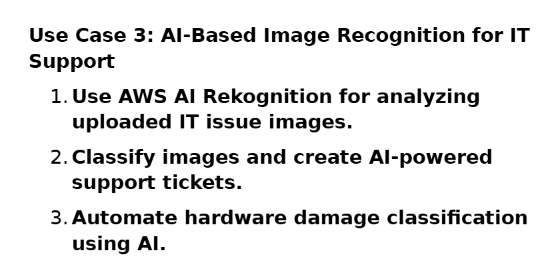 Use Case 3: AI-Based Image Recognition for IT
Support
1. Use AWS AI Rekognition for analyzing
uploaded IT issue images.
2. Classify images and create AI-powered
support tickets.
3. Automate hardware damage classification
using AI.